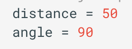 distance = 50
angle = 90